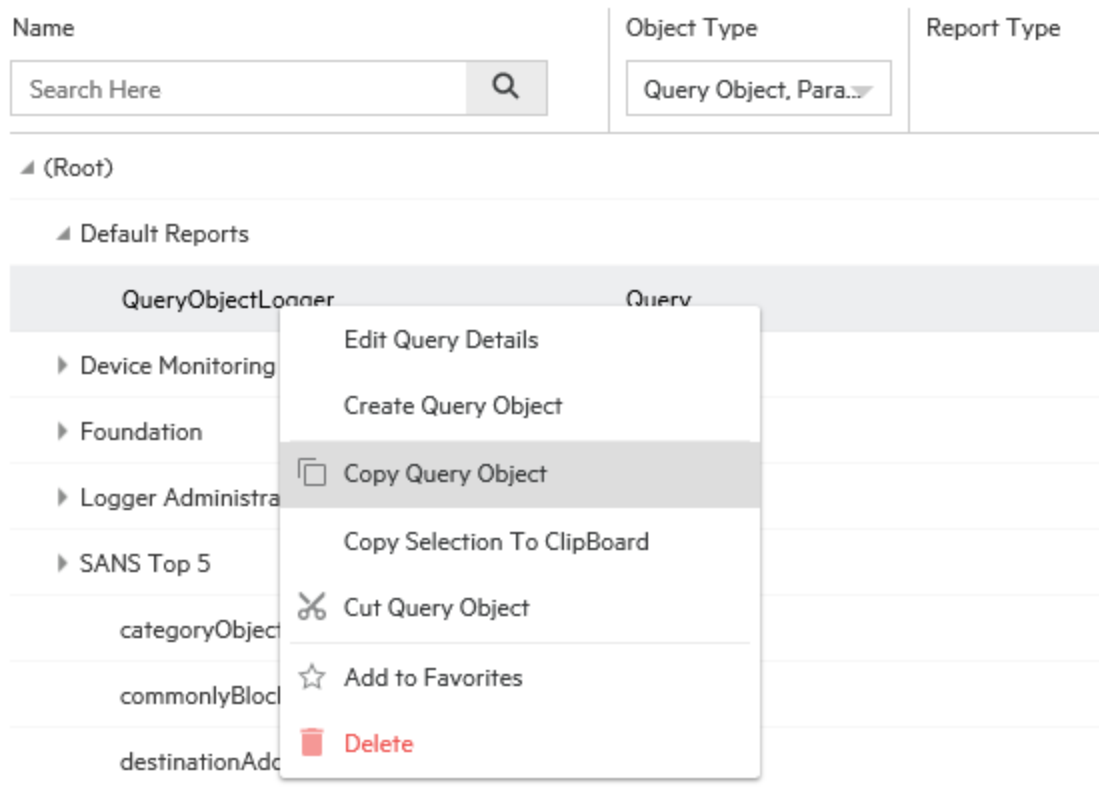 Name Object Type Report Type
Search Here Query Object, Para...
(Root)
Default Reports
QueryObjectLogger Query
Edit Query Details
Device Monitoring
Create Query Object
Foundation
Copy Query Object
Logger Administra
Copy Selection To ClipBoard
SANS Top 5
Cut Query Object
categoryObject
Add to Favorites
commonlyBlock
Delete
destinationAdd